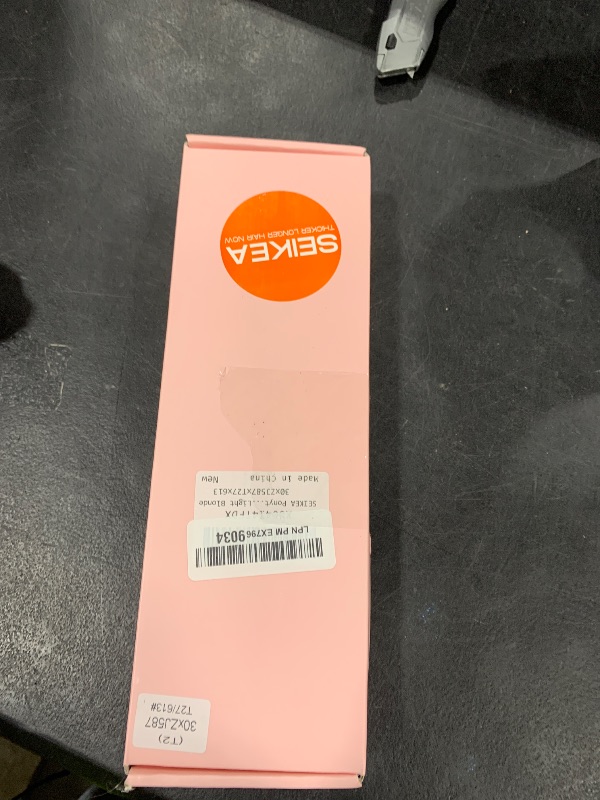 (T2)
30xZJ587
T27/613#
LPN PM EX7969034
SEIKEA Ponyt...Light Blonde
30xZJ587xT27x613
Made in China New
SEIKEA
THICKER LONGER HAIR NOW